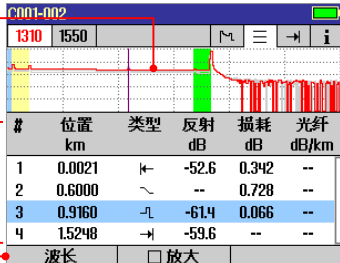 C001-002
1310 1550 i
# 位置 类型 反射 损耗 光纤
km dB dB dB/km
1 0.0021 -52.6 0.342 --
2 0.6000 -- 0.728 --
3 0.9160 -61.4 0.066 --
4 1.5248 -59.6 -- --
波长 放大